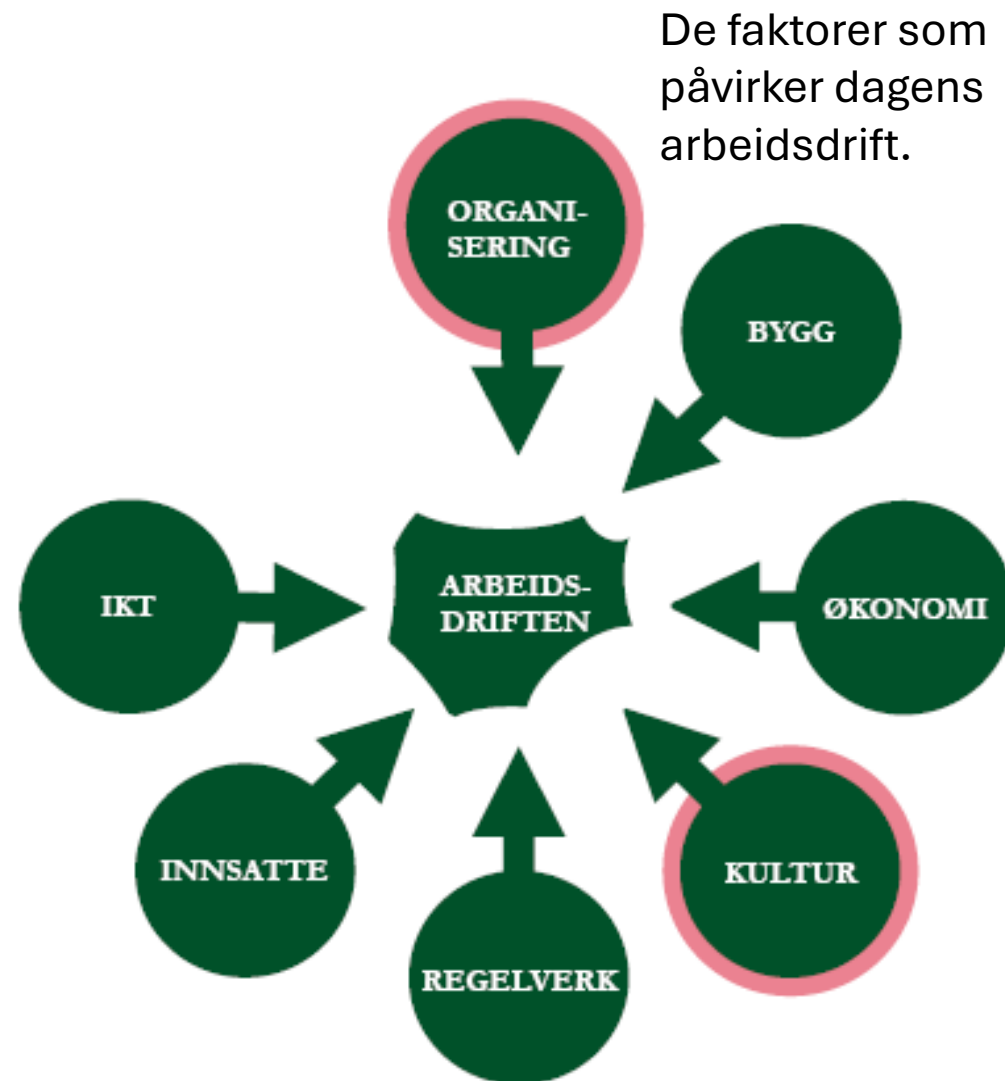 De faktorer som
påvirker dagens
arbeidsdrift.
ORGANI-
SERING
BYGG
IKT
ARBEIDS-
DRIFTEN
ØKONOMI
INNSATTE
KULTUR
REGELVERK